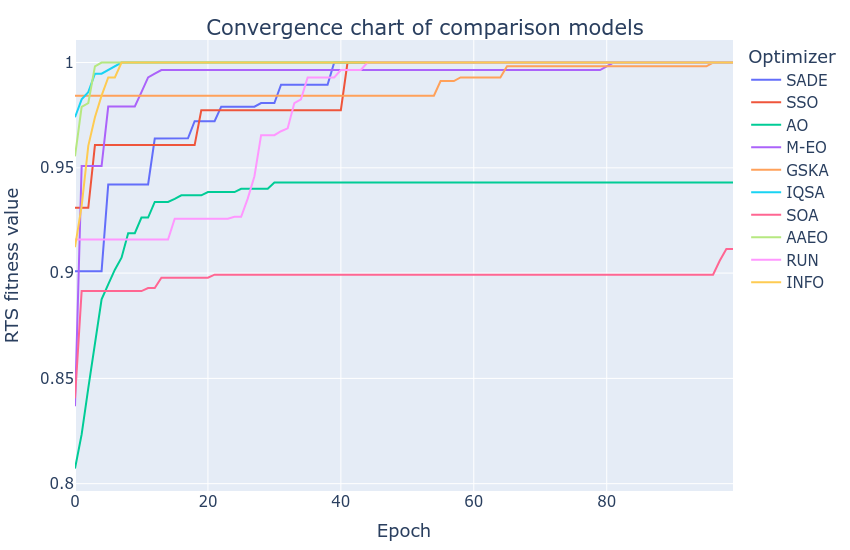 Convergence chart of comparison models
Optimizer
SADE
SSO
AO
M-EO
GSKA
IQSA
SOA
AAEO
RUN
INFO
RTS fitness value
1
0.95
0.9
0.85
0.8
0
20
40
60
80
Epoch